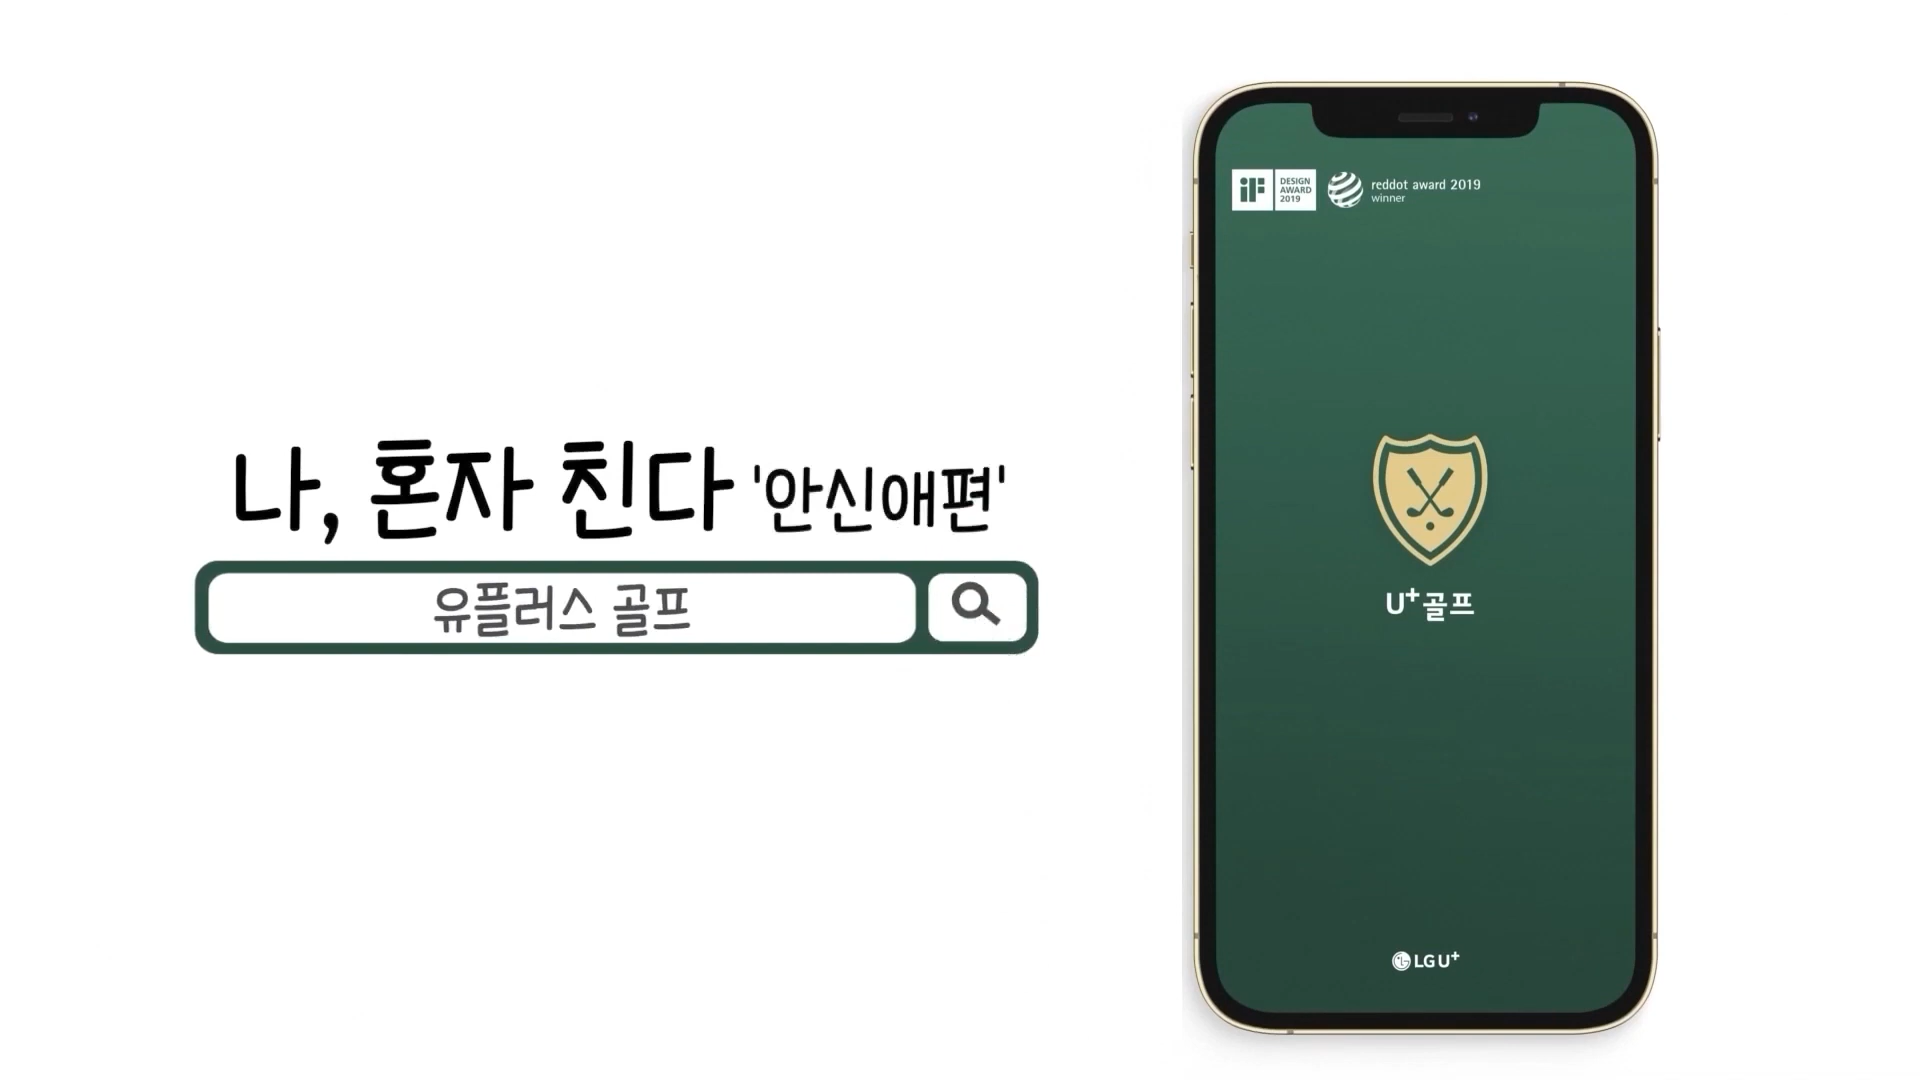 나, 혼자 친다 '안신애편'
유플러스 골프
iF
DESIGN
AWARD
2019
reddot award 2019
winner
U+골프
LG U+